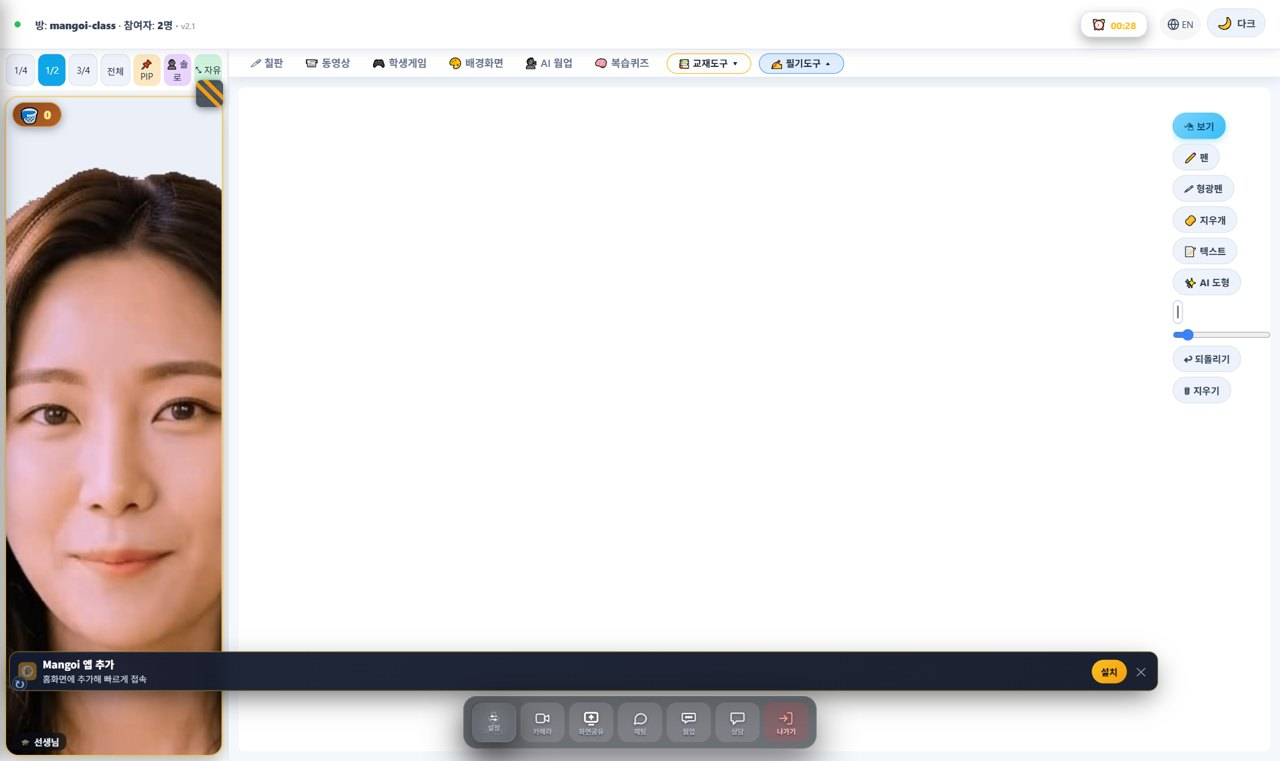 방: mangoi-class · 참여자: 2명 · v2.1
00:28
EN
다크
1/4
1/2
3/4
전체
PIP
솔로
자유
칠판
동영상
학생게임
배경화면
AI 웜업
복습퀴즈
교재도구 ▾
필기도구 ▴
0
보기
펜
형광펜
지우개
텍스트
AI 도형
되돌리기
지우기
Mangoi 앱 추가
홈화면에 추가해 빠르게 접속
설치
설정
카메라
화면공유
채팅
웜업
상담
나가기
선생님